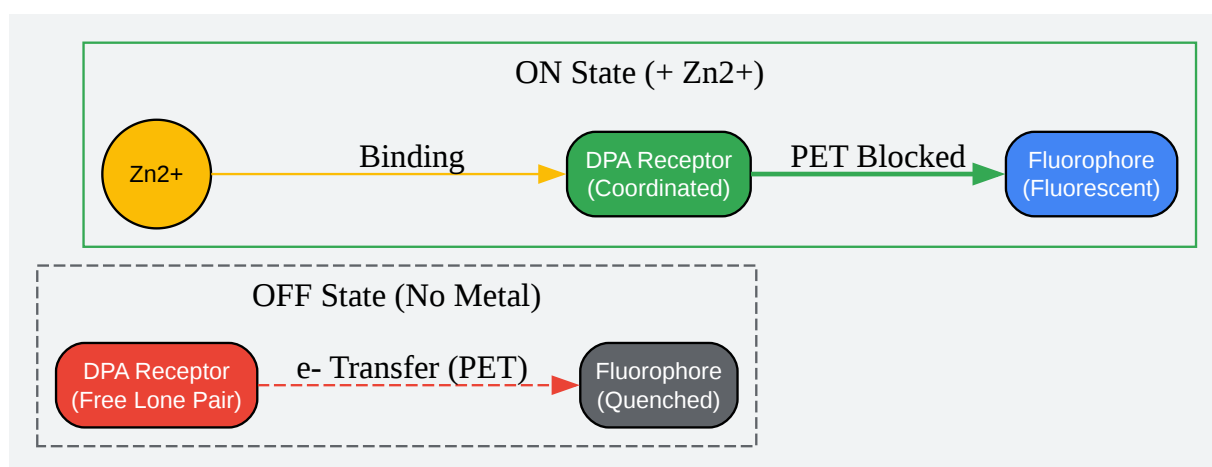 ON State (+ Zn2+)
Zn2+
Binding
DPA Receptor
(Coordinated)
PET Blocked
Fluorophore
(Fluorescent)
OFF State (No Metal)
DPA Receptor
(Free Lone Pair)
e- Transfer (PET)
Fluorophore
(Quenched)